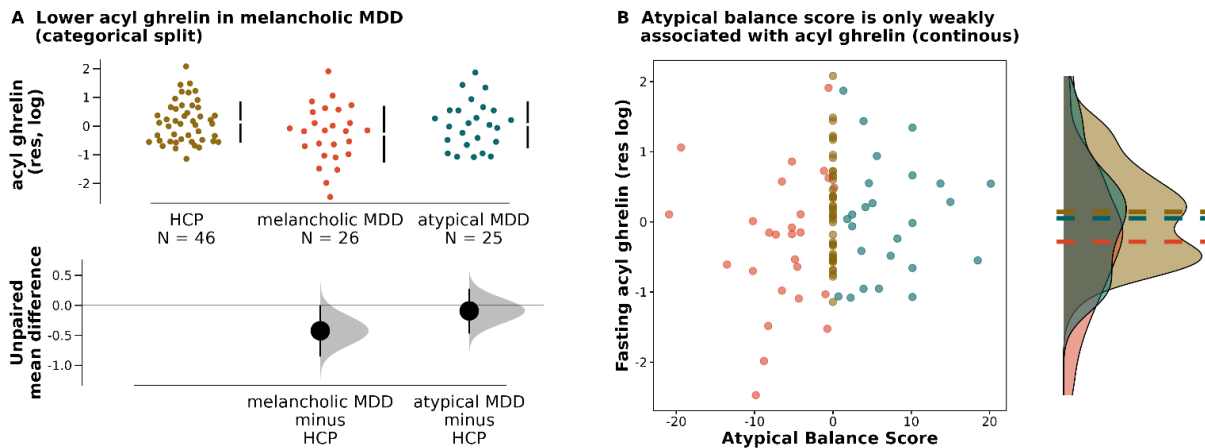 A Lower acyl ghrelin in melancholic MDD
(categorical split)
acyl ghrelin
(res, log)
2
1
0
-1
-2
HCP
N = 46
melancholic MDD
N = 26
atypical MDD
N = 25
Unpaired
mean difference
0.5
0.0
-0.5
-1.0
melancholic MDD
minus
HCP
atypical MDD
minus
HCP
B Atypical balance score is only weakly
associated with acyl ghrelin (continous)
Fasting acyl ghrelin (res log)
2
1
0
-1
-2
-20
-10
0
10
20
Atypical Balance Score